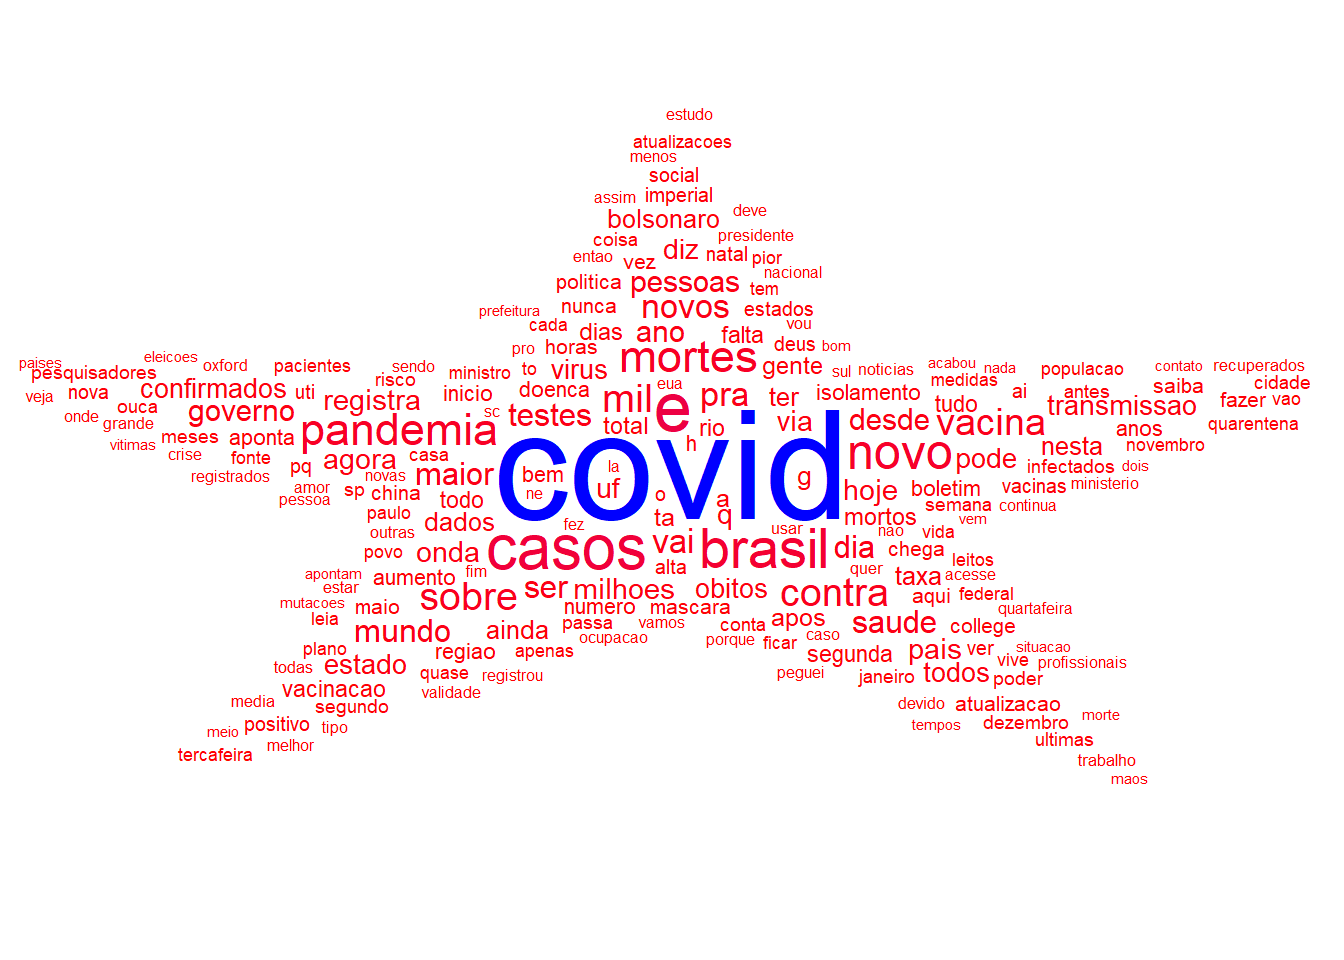 estudo
atualizacoes
menos
social
assim imperial
bolsonaro deve
coisa presidente
entao vez diz natal pior
nacional
politica pessoas tem
prefeitura nunca novos estados
cada dias ano falta vou
pro horas mortes deus bom
paises eleicoes oxford pacientes sendo ministro to virus gente sul noticias acabou nada populacao contato recuperados
pesquisadores risco eua medidas
veja nova confirmados uti inicio doenca mil e pra ter isolamento ai antes saiba cidade
onde ouca governo registra sc testes total h rio via desde tudo vacina transmissao fazer vao
grande quarentena
vitimas meses aponta pandemia anos
crise fonte pq agora casa covid novo pode nesta novembro
registrados novas maior bem la g infectados dois
amor sp china todo ne uf o a hoje boletim vacinas ministerio
pessoa paulo semana continua
outras dados fez ta q usar mortos nao vida vem
povo onda casos vai brasil dia chega leitos
apontam aumento fim alta quer taxa acesse
estar
mutacoes maio sobre ser milhoes obitos contra aqui federal
leia numero mascara quartafeira
mundo ainda passa vamos conta apos saude college
ocupacao porque ficar caso
plano regiao apenas segunda pais ver situacao
todas estado quase registrou peguei janeiro todos vive profissionais
vacinacao validade poder
media segundo devido atualizacao
meio positivo tipo tempos dezembro morte
tercafeira melhor ultimas
trabalho
maos